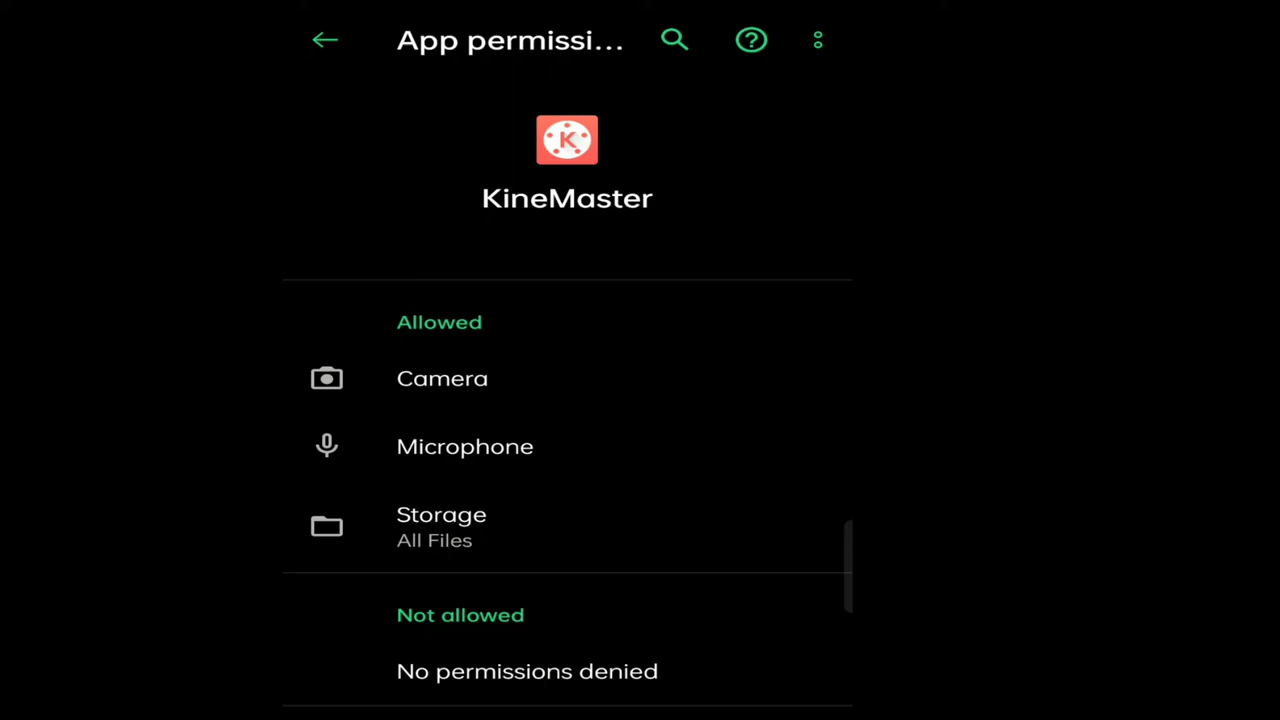 App permissi...
K
KineMaster
Allowed
Camera
Microphone
Storage
All Files
Not allowed
No permissions denied